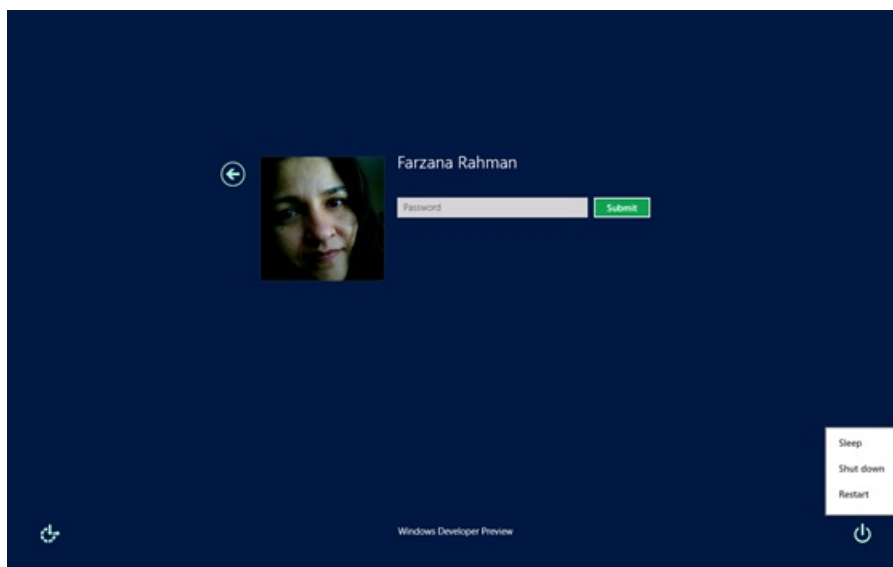 Farzana Rahman
Password
Submit
Sleep
Shut down
Restart
Windows Developer Preview